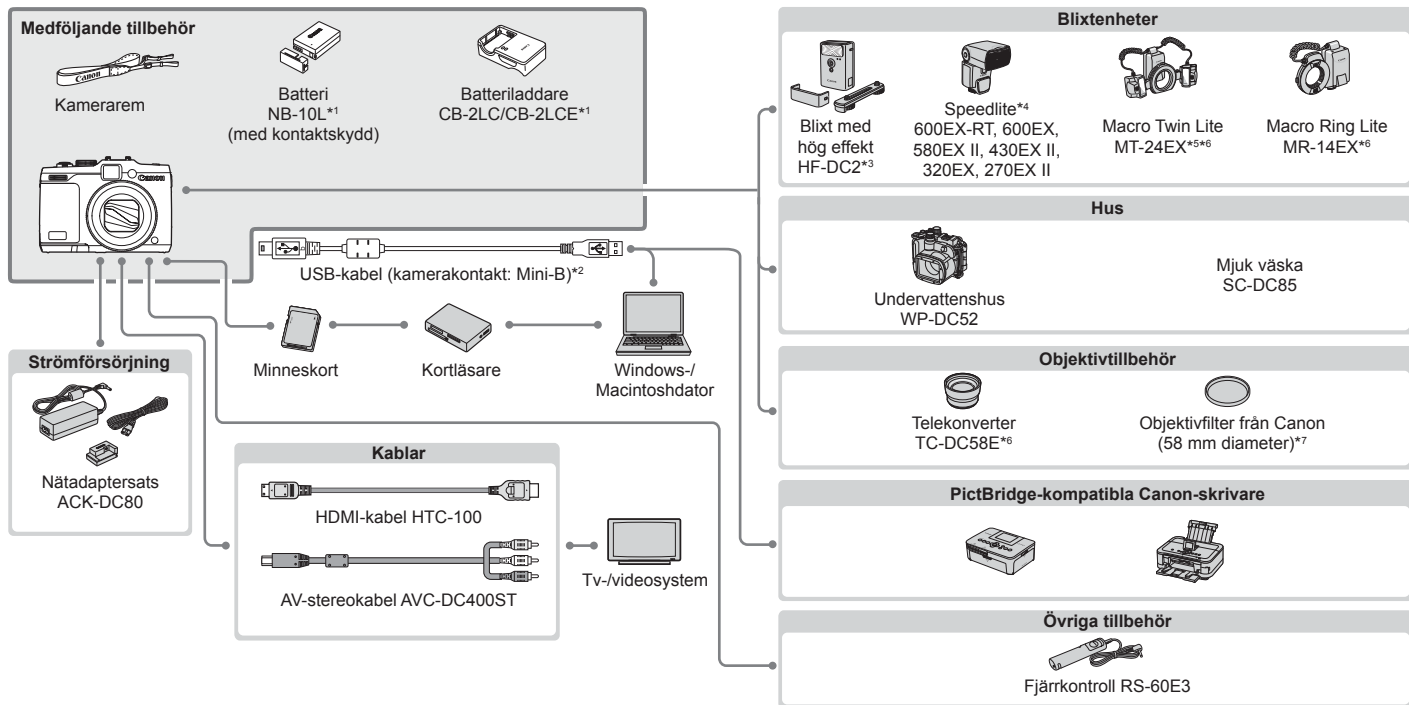 Medföljande tillbehör
Canon
Kamerarem
Batteri
NB-10L*1
(med kontaktskydd)
Batteriladdare
CB-2LC/CB-2LCE*1
Canon
USB-kabel (kamerakontakt: Mini-B)*2
Minneskort
Kortläsare
Windows-/
Macintoshdator
Strömförsörjning
Nätadaptersats
ACK-DC80
Kablar
HDMI-kabel HTC-100
AV-stereokabel AVC-DC400ST
Tv-/videosystem
Blixtenheter
Blixt med
hög effekt
HF-DC2*3
Speedlite*4
600EX-RT, 600EX,
580EX II, 430EX II,
320EX, 270EX II
Macro Twin Lite
MT-24EX*5*6
Macro Ring Lite
MR-14EX*6
Hus
Undervattenshus
WP-DC52
Mjuk väska
SC-DC85
Objektivtillbehör
Telekonverter
TC-DC58E*6
Objektivfilter från Canon
(58 mm diameter)*7
PictBridge-kompatibla Canon-skrivare
Övriga tillbehör
Fjärrkontroll RS-60E3